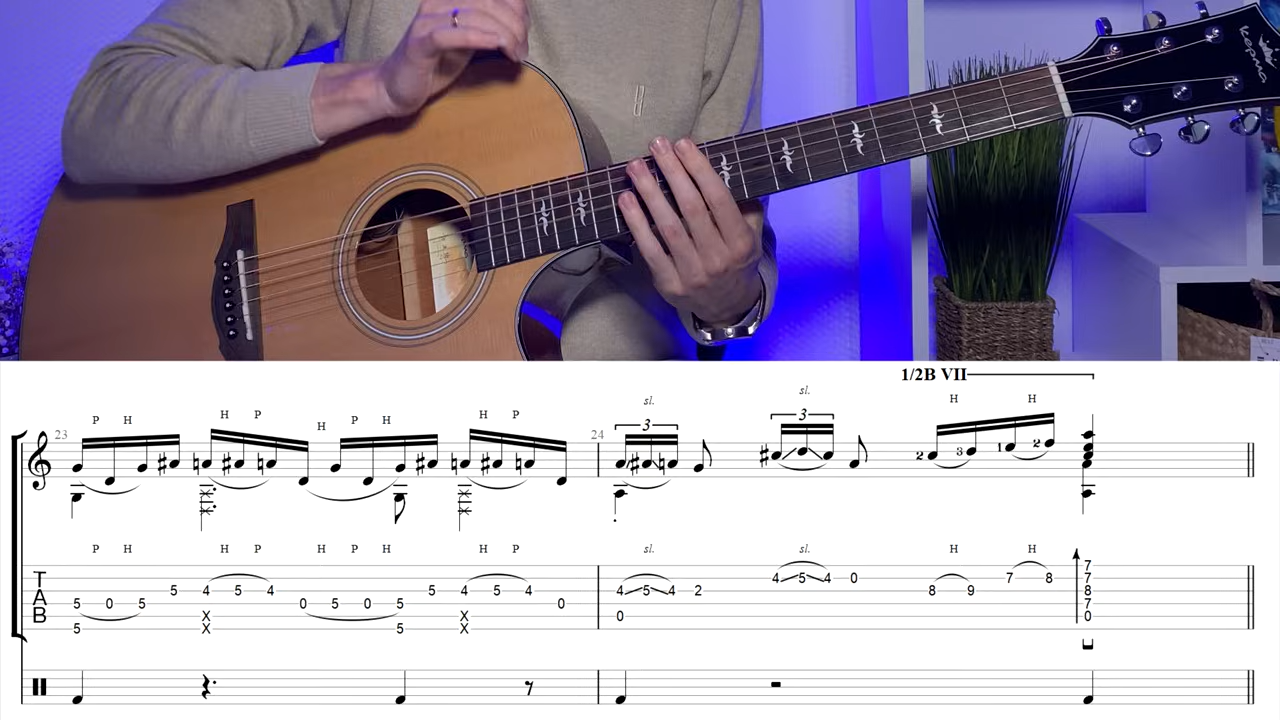 керма
1/2B VII
sl.
sl. 3
P H H P H P H H P 3 H H
23 24 2 3 1 2
P H H P H P H H P sl. sl. H H
T A B
7
4 5 4 7 8 7
5 4 5 4 5 4 5 4 4 5 4 2 0 8 9 8
5 0 5 0 5 0 5 0 7
X X 0 0
5 X 5 X